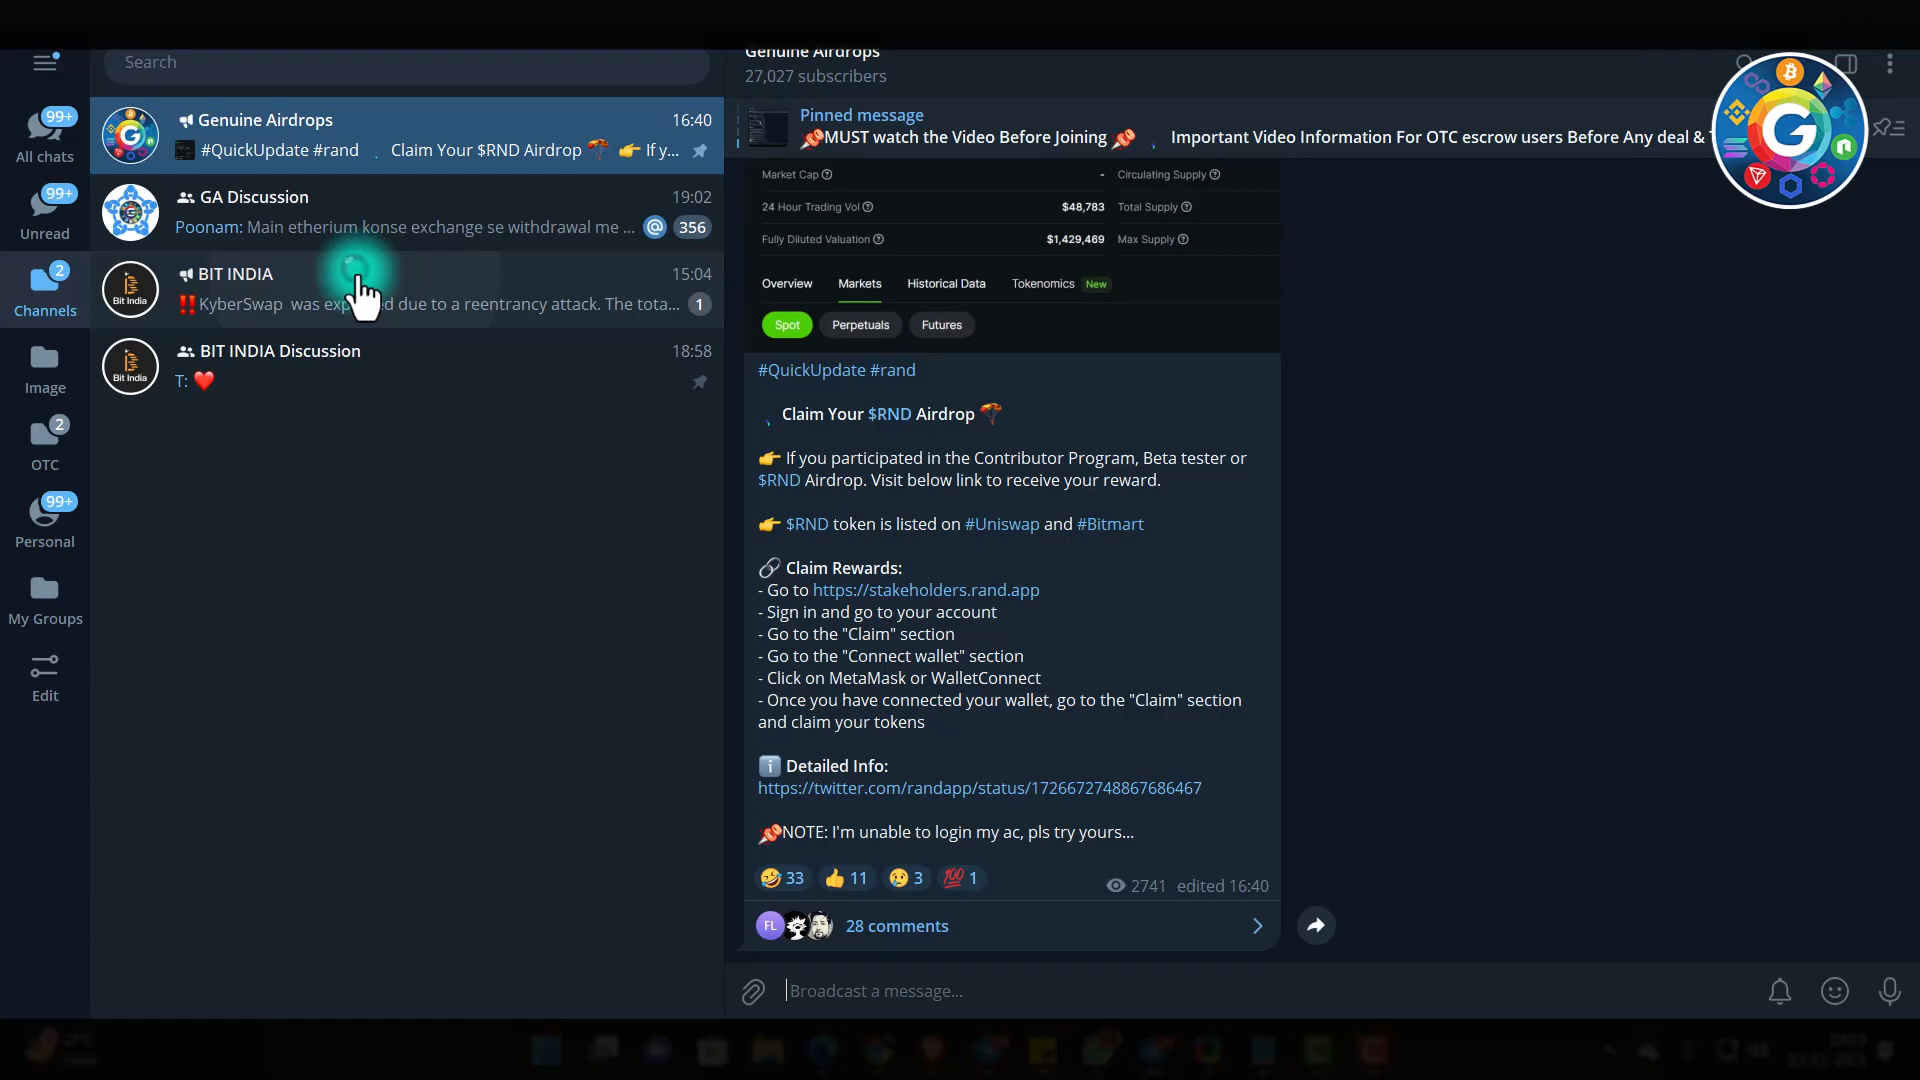 Search
99+
All chats
99+
Unread
2
Channels
Image
2
OTC
99+
Personal
My Groups
Edit
Genuine Airdrops 16:40
#QuickUpdate #rand Claim Your $RND Airdrop 🪂 👉 If y...
GA Discussion 19:02
Poonam: Main etherium konse exchange se withdrawal me ... @ 356
Bit India
BIT INDIA 15:04
‼️KyberSwap was exp d due to a reentrancy attack. The tota... 1
Bit India
BIT INDIA Discussion 18:58
T: ❤️
Genuine Airdrops
27,027 subscribers
Pinned message
📌MUST watch the Video Before Joining 📌 Important Video Information For OTC escrow users Before Any deal &
Market Cap - Circulating Supply
24 Hour Trading Vol $48,783 Total Supply
Fully Diluted Valuation $1,429,469 Max Supply
Overview Markets Historical Data Tokenomics New
Spot Perpetuals Futures
#QuickUpdate #rand
Claim Your $RND Airdrop 🪂
👉 If you participated in the Contributor Program, Beta tester or
$RND Airdrop. Visit below link to receive your reward.
👉 $RND token is listed on #Uniswap and #Bitmart
🔗 Claim Rewards:
- Go to https://stakeholders.rand.app
- Sign in and go to your account
- Go to the "Claim" section
- Go to the "Connect wallet" section
- Click on MetaMask or WalletConnect
- Once you have connected your wallet, go to the "Claim" section
and claim your tokens
ℹ️ Detailed Info:
https://twitter.com/randapp/status/1726672748867686467
📌NOTE: I'm unable to login my ac, pls try yours...
🤣 33 👍 11 😢 3 💯 1
2741 edited 16:40
FL 28 comments
Broadcast a message...